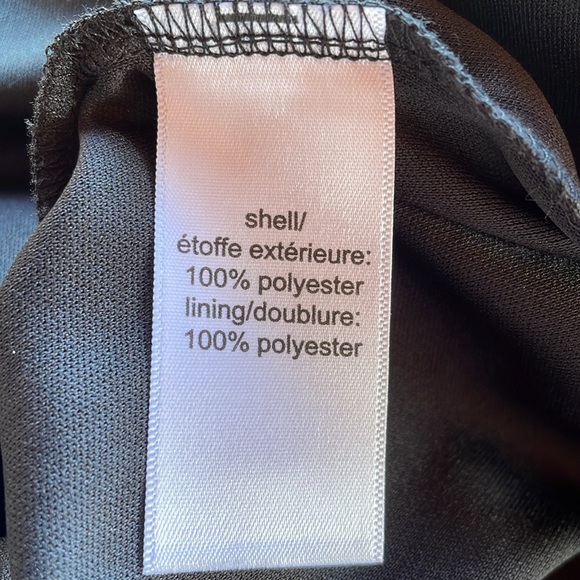 shell/
étoffe extérieure:
100% polyester
lining/doublure:
100% polyester